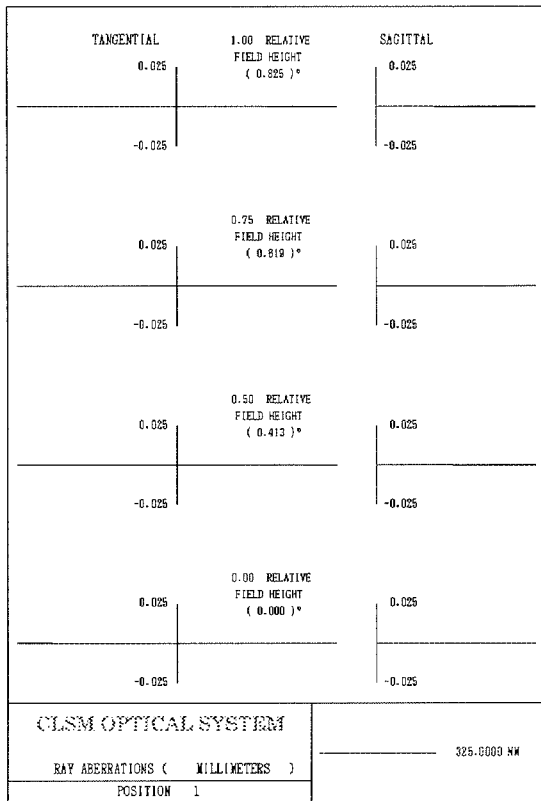 TANGENTIAL 1.00 RELATIVE SAGITTAL
FIELD HEIGHT
0.025 ( 0.825 )° 0.025
-0.025 -0.025
0.75 RELATIVE
FIELD HEIGHT
0.025 ( 0.619 )° 0.025
-0.025 -0.025
0.50 RELATIVE
FIELD HEIGHT
0.025 ( 0.413 )° 0.025
-0.025 -0.025
0.00 RELATIVE
FIELD HEIGHT
0.025 ( 0.000 )° 0.025
-0.025 -0.025
CLSM OPTICAL SYSTEM
325.0000 NM
RAY ABERRATIONS ( MILLIMETERS )
POSITION 1